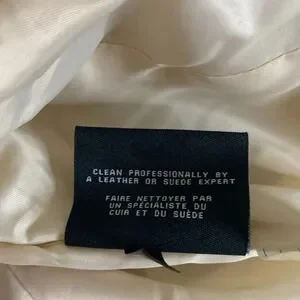 CLEAN PROFESSIONALLY BY
A LEATHER OR SUEDE EXPERT
FAIRE NETTOYER PAR
UN SPÉCIALISTE DU
CUIR ET DU SUÈDE